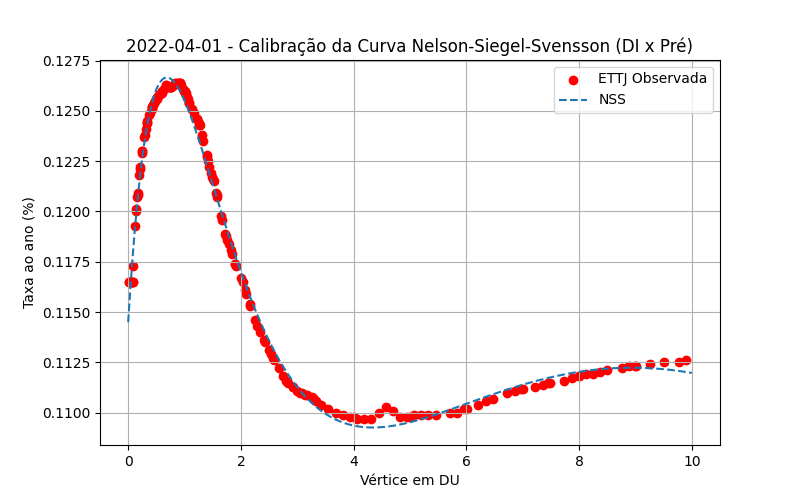 2022-04-01 - Calibração da Curva Nelson-Siegel-Svensson (DI x Pré)
ETTJ Observada
NSS
Taxa ao ano (%)
0.1275
0.1250
0.1225
0.1200
0.1175
0.1150
0.1125
0.1100
0 2 4 6 8 10
Vértice em DU